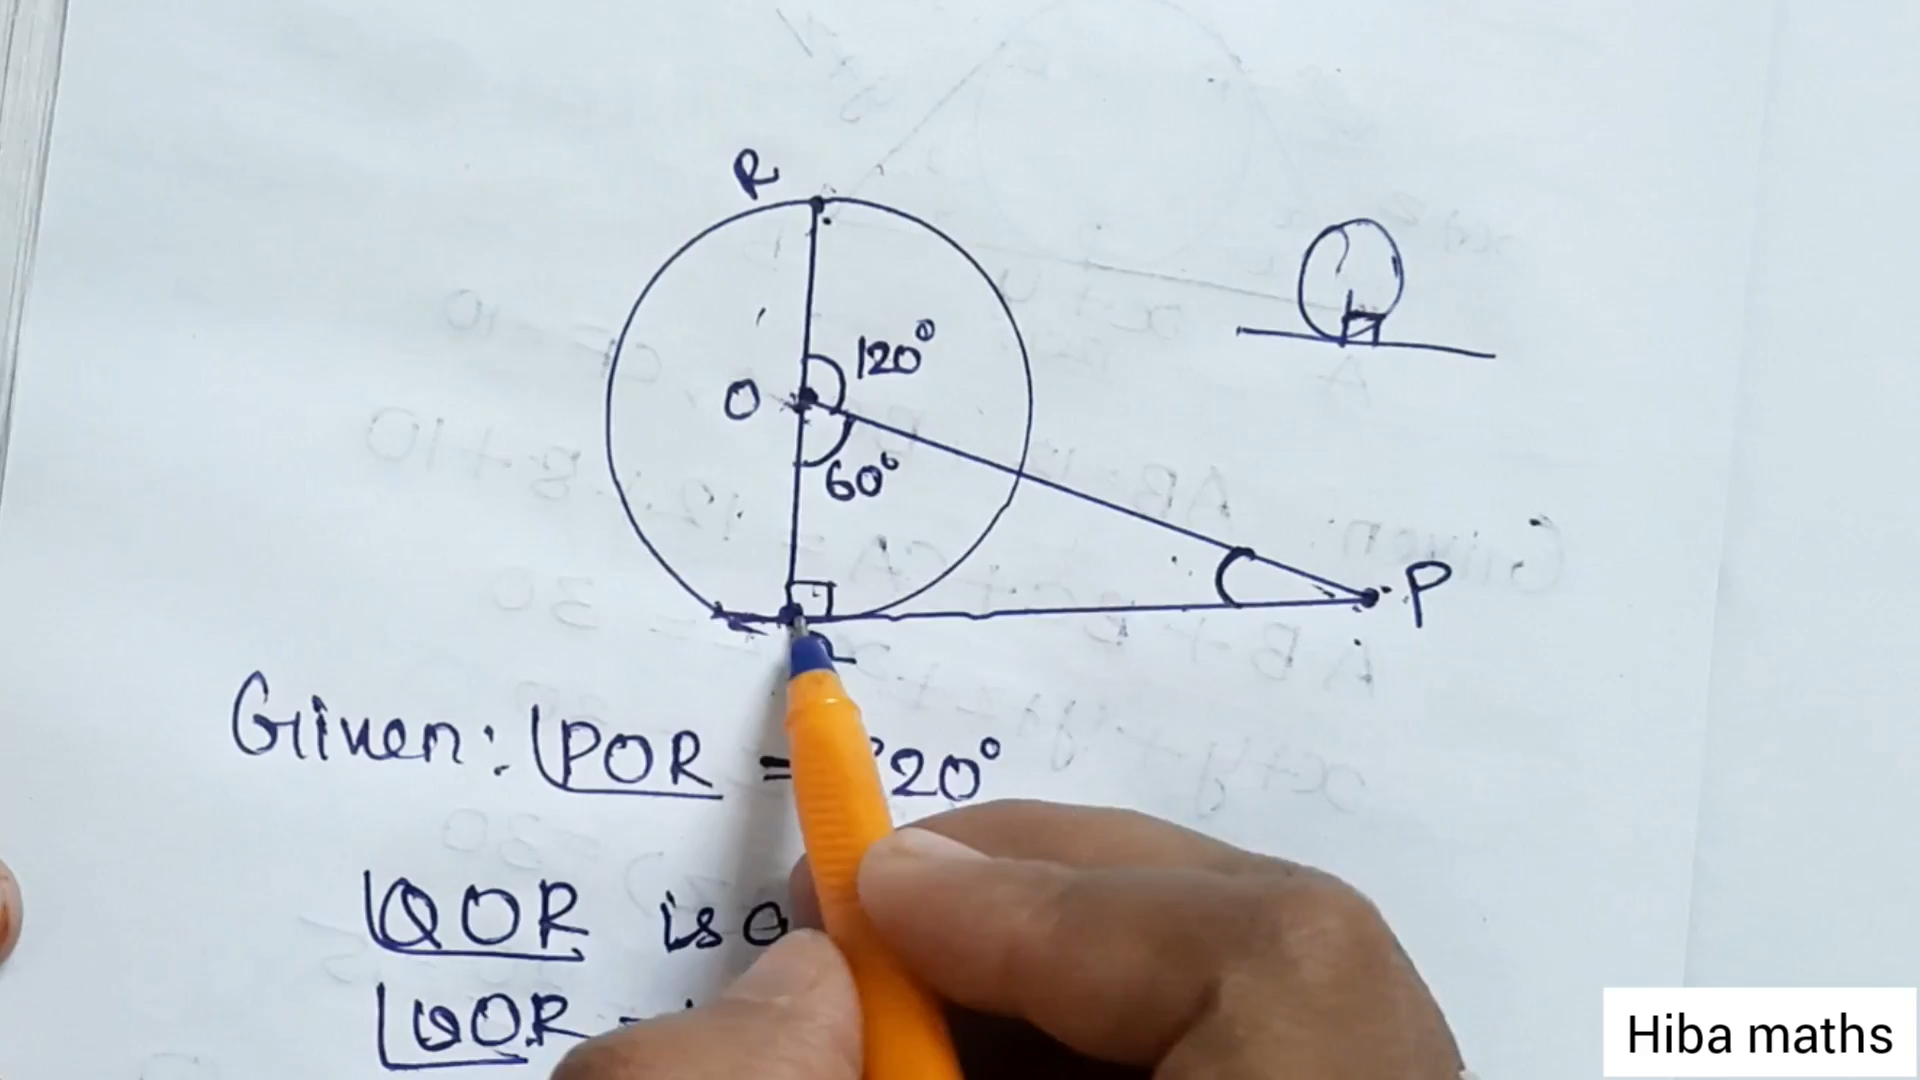 R
120°
O
60°
P
Given: ∠POR = 120°
∠QOR is a
∠QOR =
Hiba maths